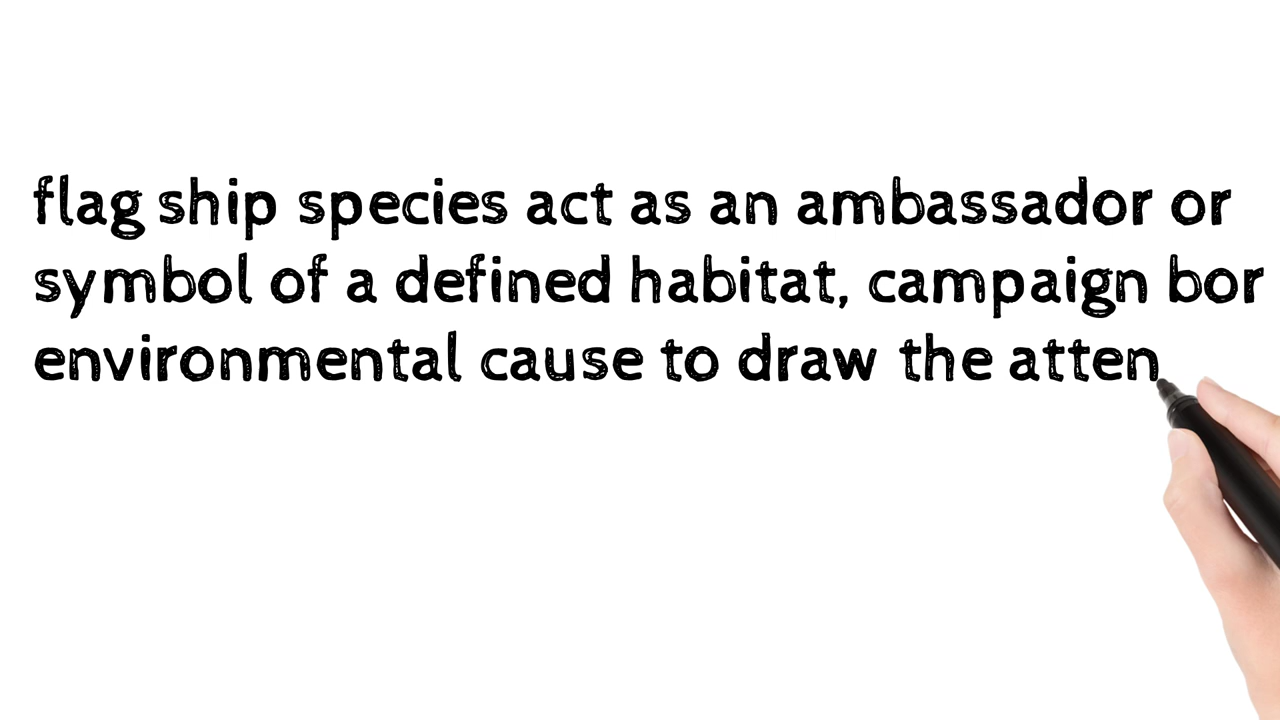 flag ship species act as an ambassador or
symbol of a defined habitat, campaign bor
environmental cause to draw the atten